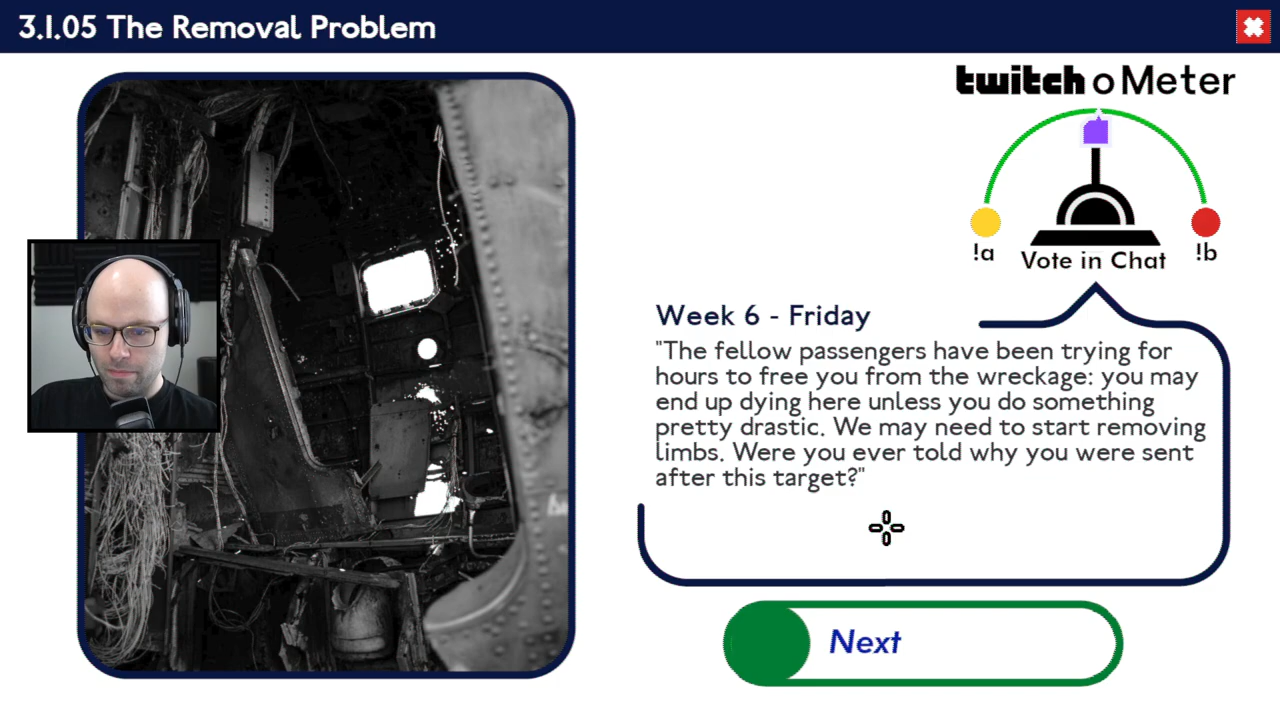 3.1.05 The Removal Problem
twitch o Meter
!a
Vote in Chat
!b
Week 6 - Friday
"The fellow passengers have been trying for
hours to free you from the wreckage: you may
end up dying here unless you do something
pretty drastic. We may need to start removing
limbs. Were you ever told why you were sent
after this target?"
Next